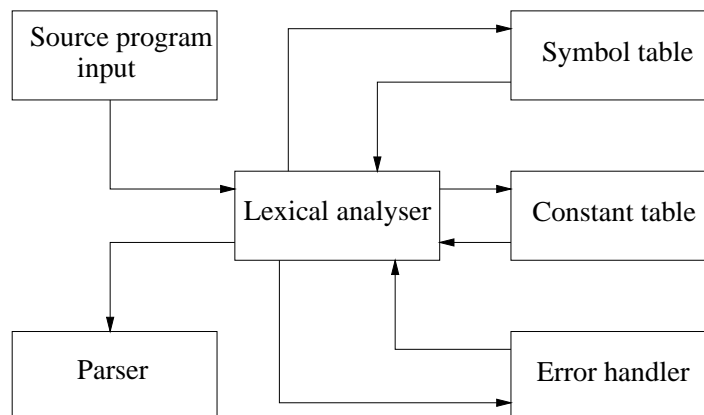 Source program
input
Symbol table
Lexical analyser
Constant table
Parser
Error handler